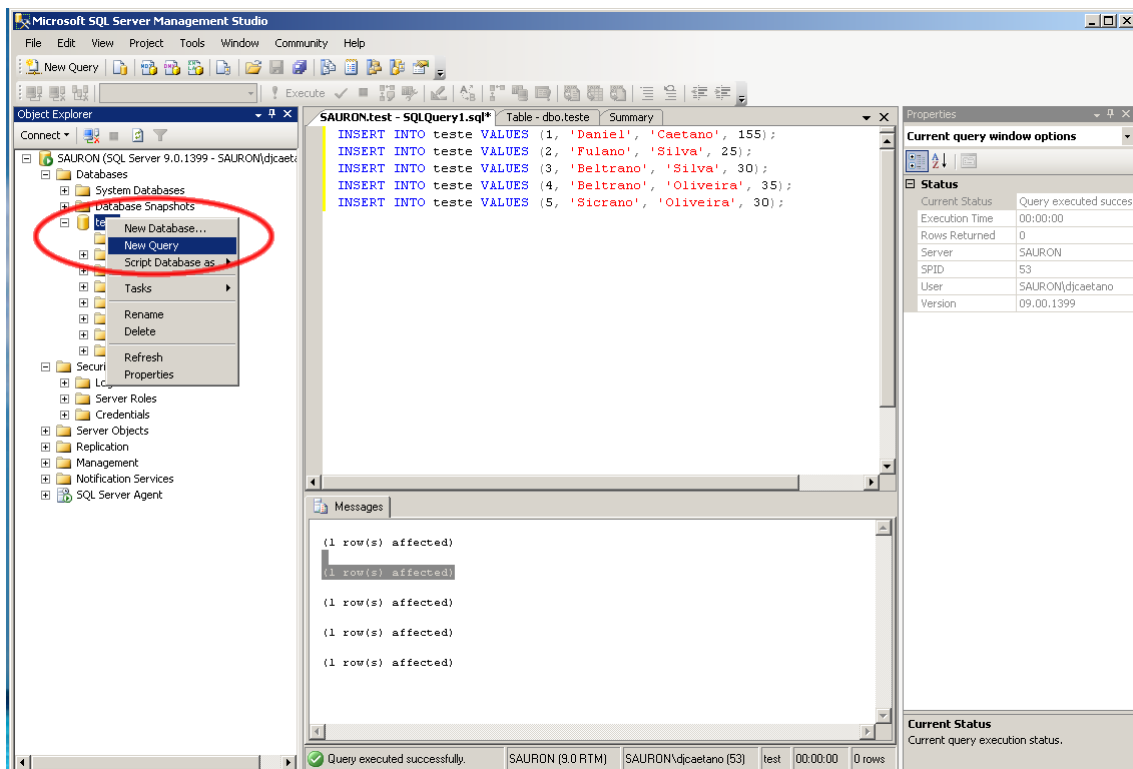 Microsoft SQL Server Management Studio
File Edit View Project Tools Window Community Help
New Query
Execute
Object Explorer
Connect
SAURON (SQL Server 9.0.1399 - SAURON\djcaeta
Databases
System Databases
Database Snapshots
New Database...
New Query
Script Database as
Tasks
Rename
Delete
Refresh
Properties
Securi
Server Roles
Credentials
Server Objects
Replication
Management
Notification Services
SQL Server Agent
SAURON.test - SQLQuery1.sql* Table - dbo.teste Summary
INSERT INTO teste VALUES (1, 'Daniel', 'Caetano', 155);
INSERT INTO teste VALUES (2, 'Fulano', 'Silva', 25);
INSERT INTO teste VALUES (3, 'Beltrano', 'Silva', 30);
INSERT INTO teste VALUES (4, 'Beltrano', 'Oliveira', 35);
INSERT INTO teste VALUES (5, 'Sicrano', 'Oliveira', 30);
Messages
(1 row(s) affected)
(1 row(s) affected)
(1 row(s) affected)
(1 row(s) affected)
(1 row(s) affected)
Query executed successfully. SAURON (9.0 RTM) SAURON\djcaetano (53) test 00:00:00 0 rows
Properties
Current query window options
Status
Current Status Query executed succes
Execution Time 00:00:00
Rows Returned 0
Server SAURON
SPID 53
User SAURON\djcaetano
Version 09.00.1399
Current Status
Current query execution status.